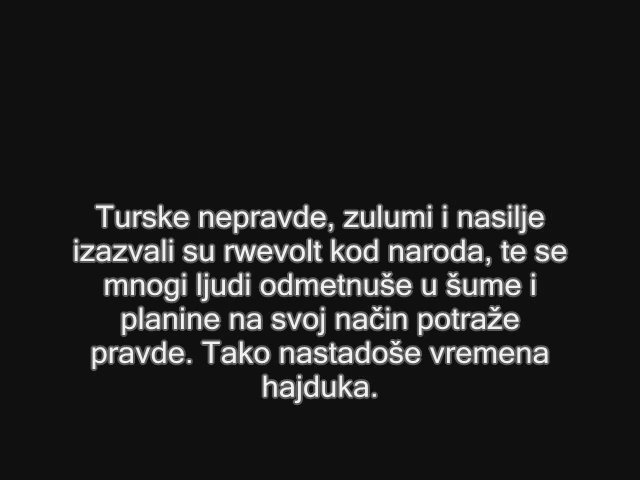 Turske nepravde, zulumi i nasilje
izazvali su rwevolt kod naroda, te se
mnogi ljudi odmetnuše u šume i
planine na svoj način potraže
pravde. Tako nastadoše vremena
hajduka.